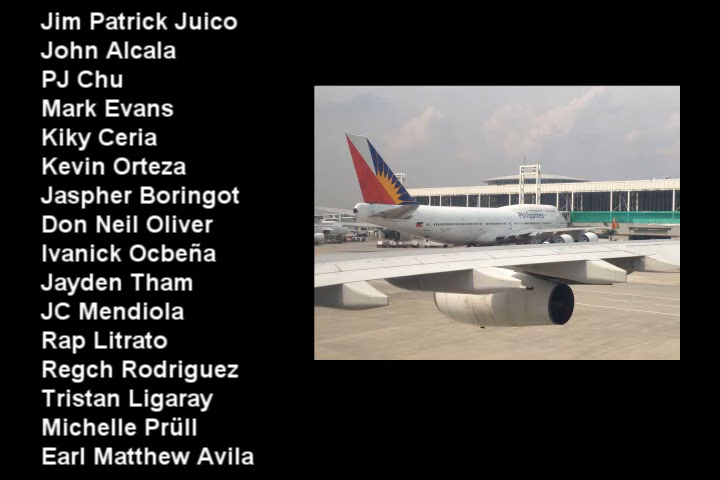 Jim Patrick Juico
John Alcala
PJ Chu
Mark Evans
Kiky Ceria
Kevin Orteza
Jaspher Boringot
Don Neil Oliver
Ivanick Ocbeña
Jayden Tham
JC Mendiola
Rap Litrato
Regch Rodriguez
Tristan Ligaray
Michelle Prüll
Earl Matthew Avila
Philippines